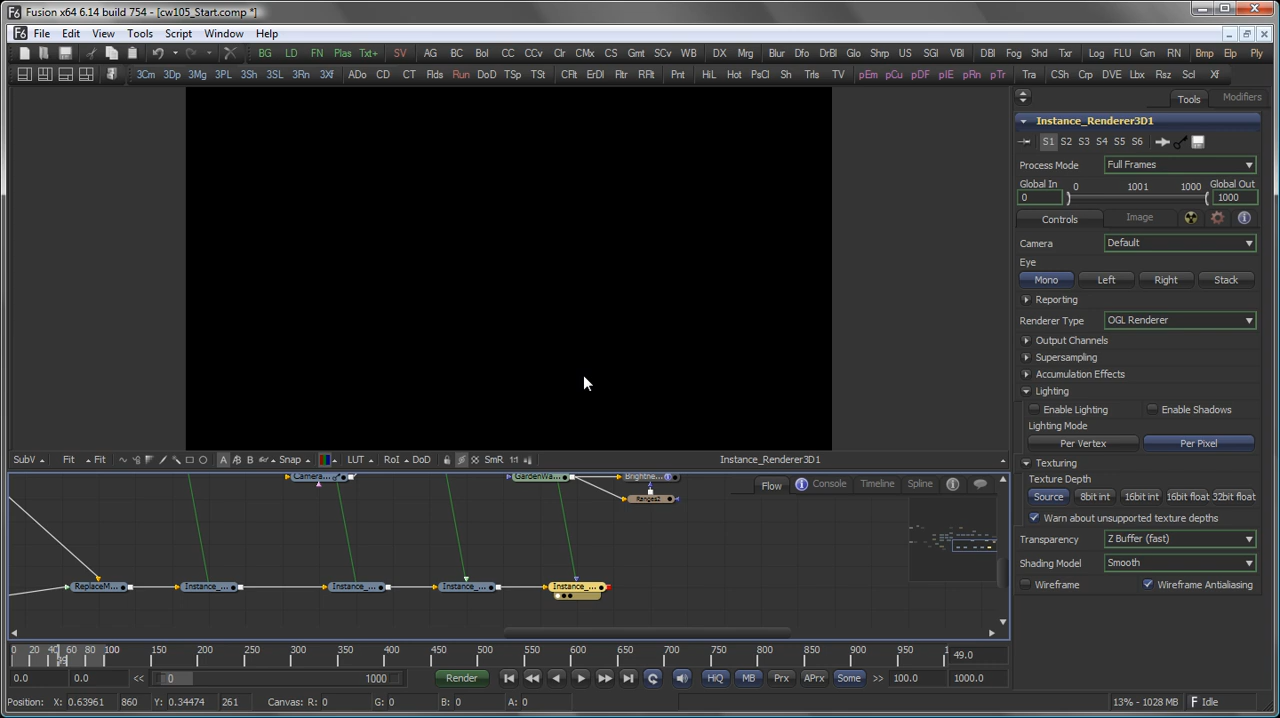 Fusion x64 6.14 build 754 - [cw105_Start.comp *]
File Edit View Tools Script Window Help
BG LD FN Plas Txt+ SV AG BC Bol CC CCv Clr CMx CS Gmt SCv WB DX Mrg Blur Dfo DrBl Glo Shrp US SGl VBl DBl Fog Shd Txr Log FLU Gm RN Bmp Elp Ply
3Cm 3Dp 3Mg 3PL 3Sh 3SL 3Rn 3Xf ADo CD CT Flds Run DoD TSp TSt CFlt ErDl Fltr RFlt Pnt HiL Hot PsCl Sh Trls TV pEm pCu pDF pIE pRn pTr Tra CSh Crp DVE Lbx Rsz Scl Xf
Tools Modifiers
Instance_Renderer3D1
S1 S2 S3 S4 S5 S6
Process Mode Full Frames
Global In 0 1001 1000 Global Out
0 1000
Controls Image
Camera Default
Eye
Mono Left Right Stack
Reporting
Renderer Type OGL Renderer
Output Channels
Supersampling
Accumulation Effects
Lighting
Enable Lighting Enable Shadows
Lighting Mode
Per Vertex Per Pixel
Texturing
Texture Depth
Source 8bit int 16bit int 16bit float 32bit float
Warn about unsupported texture depths
Transparency Z Buffer (fast)
Shading Model Smooth
Wireframe Wireframe Antialiasing
SubV Fit Fit A B Snap LUT RoI DoD SmR 1:1 Instance_Renderer3D1
Flow Console Timeline Spline
Camera... GardenWa... Brightne...
Ranges2
ReplaceM... Instance_... Instance_... Instance_... Instance_...
0 20 40 60 80 100 150 200 250 300 350 400 450 500 550 600 650 700 750 800 850 900 950 1 49.0
0.0 0.0 << 0 1000 Render HiQ MB Prx APrx Some >> 100.0 1000.0
Position: X: 0.63961 860 Y: 0.34474 261 Canvas: R: 0 G: 0 B: 0 A: 0 13% - 1028 MB Idle